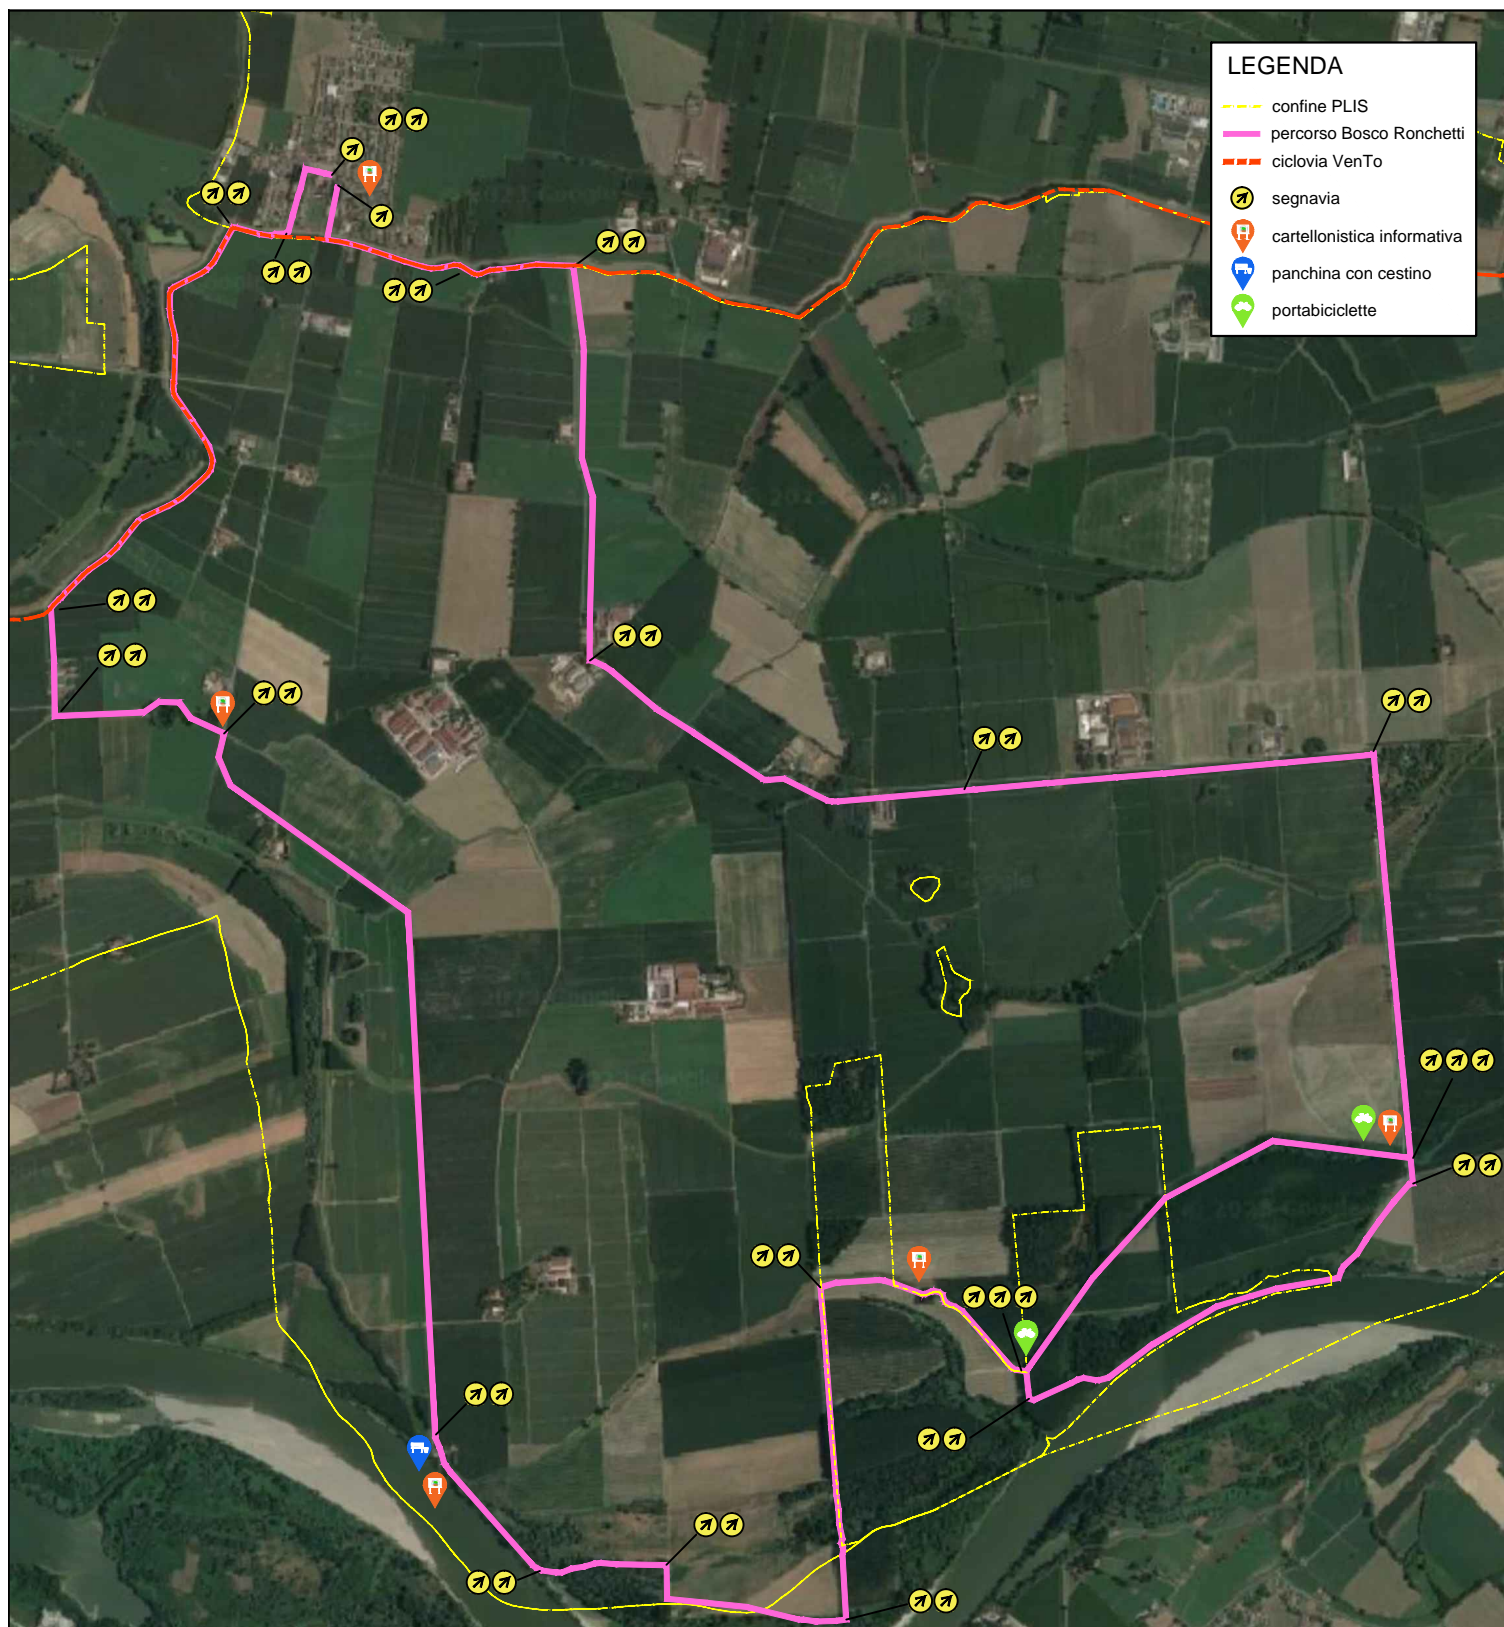 LEGENDA
confine PLIS
percorso Bosco Ronchetti
ciclovia VenTo
segnavia
cartellonistica informativa
panchina con cestino
portabiciclette